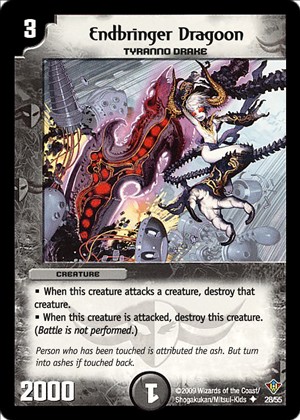 3
Endbringer Dragoon
TYRANNO DRAKE
CREATURE
▪ When this creature attacks a creature, destroy that
creature.
▪ When this creature is attacked, destroy this creature.
(Battle is not performed.)
Person who has been touched is attributed the ash. But turn
into ashes if touched back.
2000
1
©2009 Wizards of the Coast/
Shogakukan/Mitsui-Kids ♦ 28/55